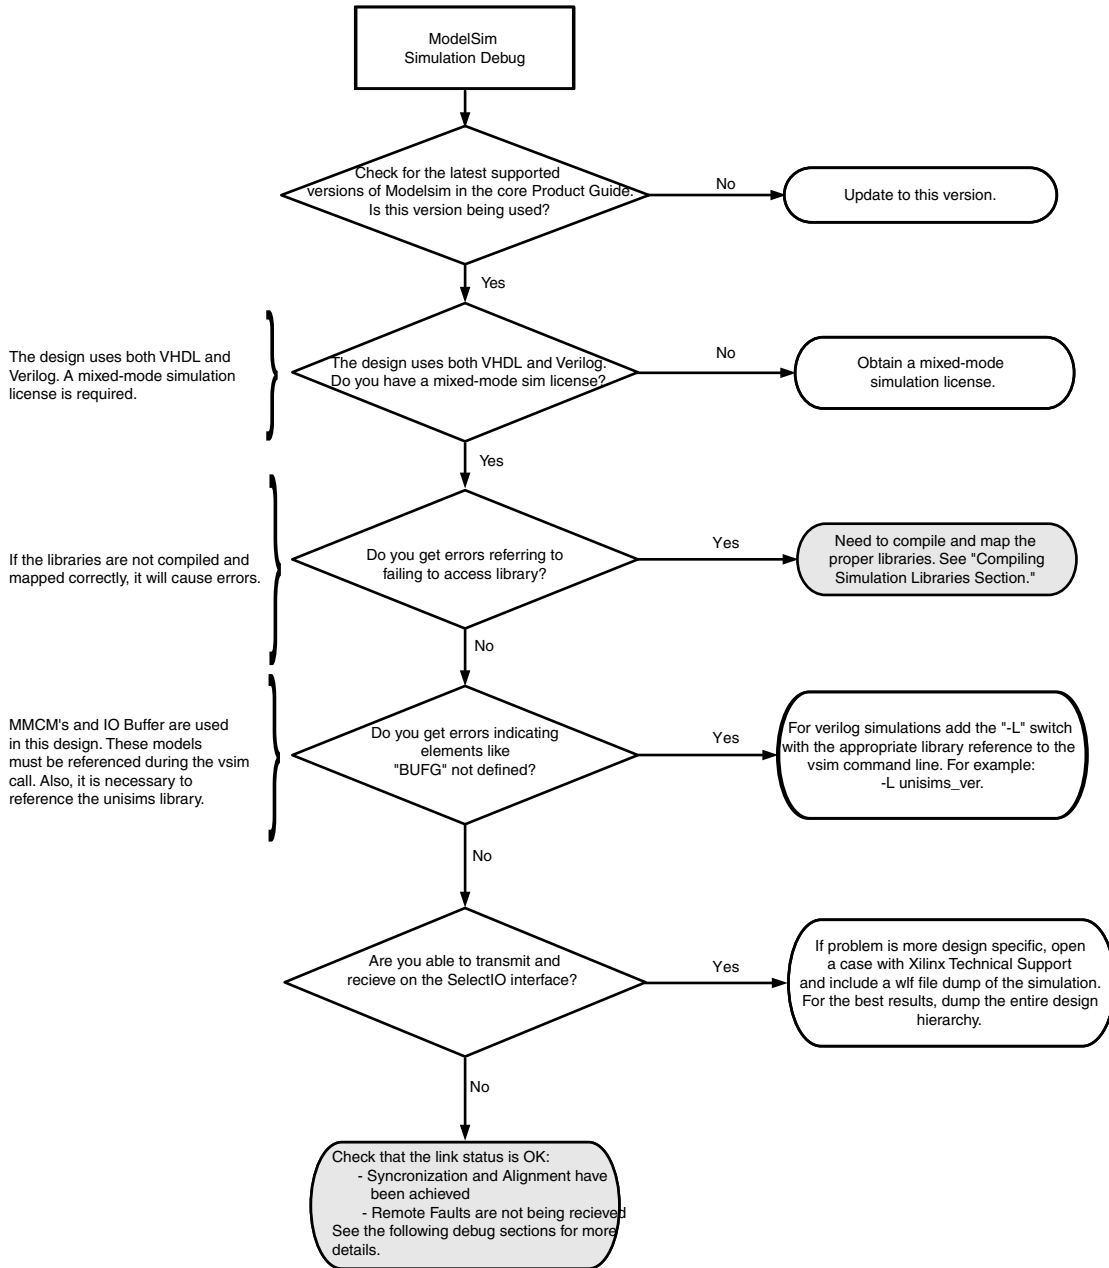 ModelSim
Simulation Debug
Check for the latest supported
versions of Modelsim in the core Product Guide.
Is this version being used?
No
Update to this version.
Yes
The design uses both VHDL and
Verilog. A mixed-mode simulation
license is required.
The design uses both VHDL and Verilog.
Do you have a mixed-mode sim license?
No
Obtain a mixed-mode
simulation license.
Yes
If the libraries are not compiled and
mapped correctly, it will cause errors.
Do you get errors referring to
failing to access library?
Yes
Need to compile and map the
proper libraries. See "Compiling
Simulation Libraries Section."
No
MMCM's and IO Buffer are used
in this design. These models
must be referenced during the vsim
call. Also, it is necessary to
reference the unisims library.
Do you get errors indicating
elements like
"BUFG" not defined?
Yes
For verilog simulations add the "-L" switch
with the appropriate library reference to the
vsim command line. For example:
-L unisims_ver.
No
Are you able to transmit and
recieve on the SelectIO interface?
Yes
If problem is more design specific, open
a case with Xilinx Technical Support
and include a wlf file dump of the simulation.
For the best results, dump the entire design
hierarchy.
No
Check that the link status is OK:
- Syncronization and Alignment have
been achieved
- Remote Faults are not being recieved
See the following debug sections for more
details.